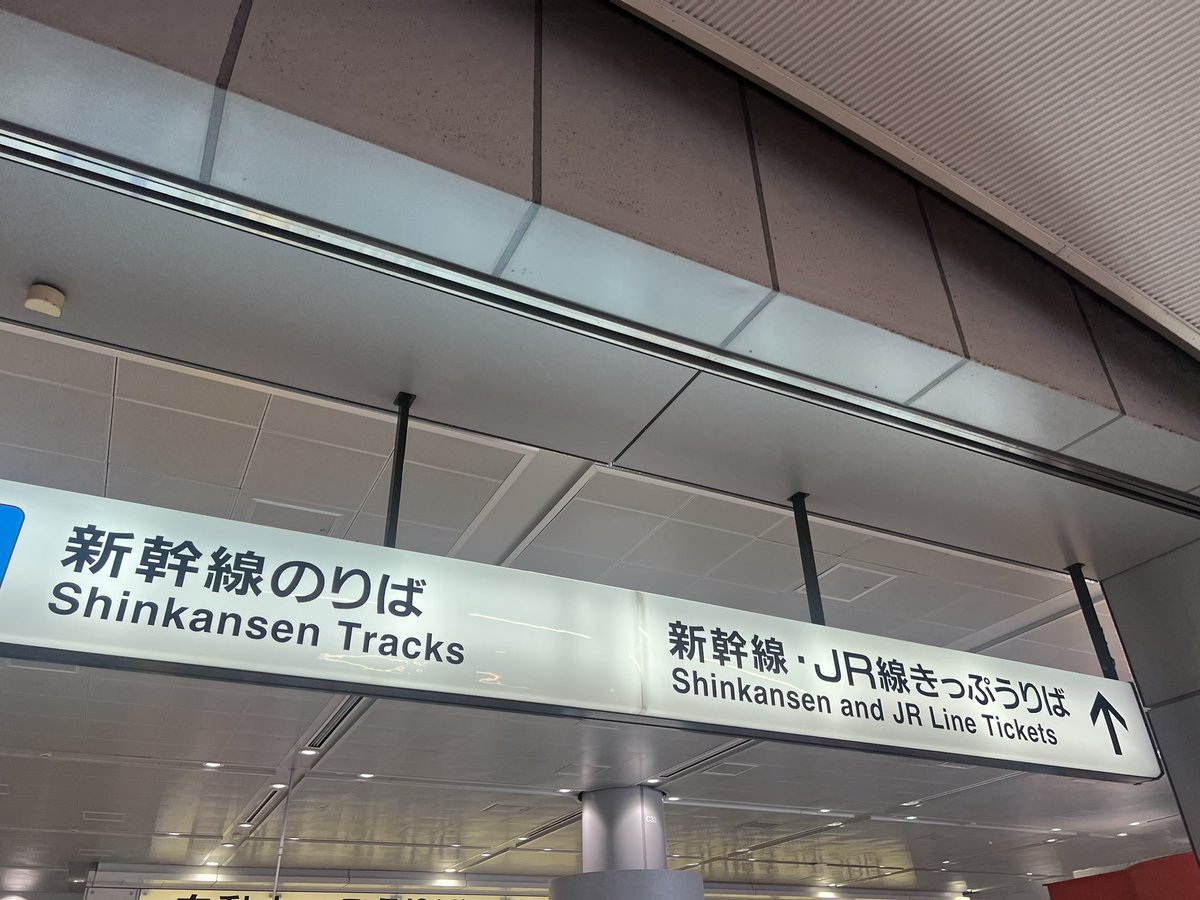 新幹線のりば
Shinkansen Tracks
新幹線・JR線きっぷうりば
Shinkansen and JR Line Tickets